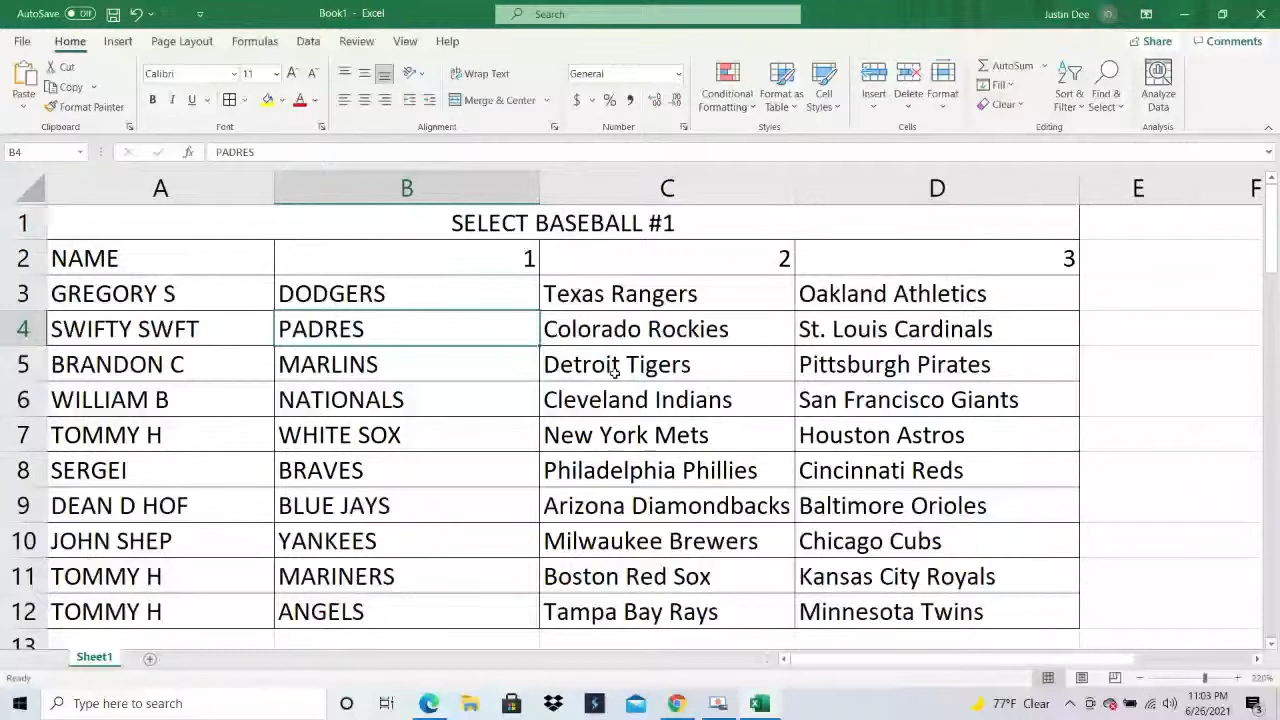 AutoSave Off Book1 - Excel Search Justin Dee JD
File Home Insert Page Layout Formulas Data Review View Help Share Comments
Paste Cut Copy Format Painter Clipboard
Calibri 11 A A B I U A Font
Wrap Text Merge & Center Alignment
General $ % Number
Conditional Formatting Format as Table Cell Styles Styles
Insert Delete Format Cells
AutoSum Fill Clear Sort & Filter Find & Select Editing
Analyze Data Analysis
B4 fx PADRES
A B C D E F
1 SELECT BASEBALL #1
2 NAME 1 2 3
3 GREGORY S DODGERS Texas Rangers Oakland Athletics
4 SWIFTY SWFT PADRES Colorado Rockies St. Louis Cardinals
5 BRANDON C MARLINS Detroit Tigers Pittsburgh Pirates
6 WILLIAM B NATIONALS Cleveland Indians San Francisco Giants
7 TOMMY H WHITE SOX New York Mets Houston Astros
8 SERGEI BRAVES Philadelphia Phillies Cincinnati Reds
9 DEAN D HOF BLUE JAYS Arizona Diamondbacks Baltimore Orioles
10 JOHN SHEP YANKEES Milwaukee Brewers Chicago Cubs
11 TOMMY H MARINERS Boston Red Sox Kansas City Royals
12 TOMMY H ANGELS Tampa Bay Rays Minnesota Twins
13
Sheet1
Ready 220%
Type here to search 77°F Clear 11:03 PM
6/26/2021